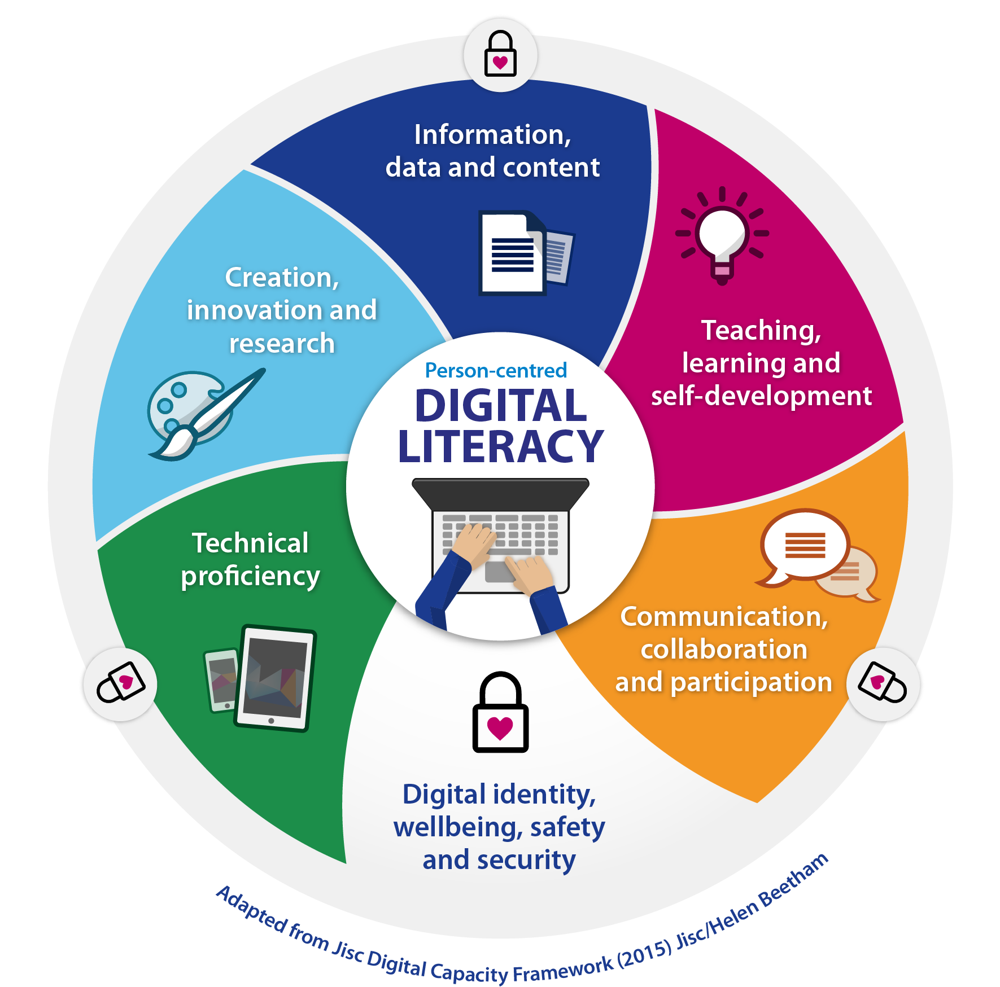 Information,
data and content
Teaching,
learning and
self-development
Communication,
collaboration
and participation
Digital identity,
wellbeing, safety
and security
Technical
proficiency
Creation,
innovation and
research
Person-centred
DIGITAL
LITERACY
Adapted from Jisc Digital Capacity Framework (2015) Jisc/Helen Beetham